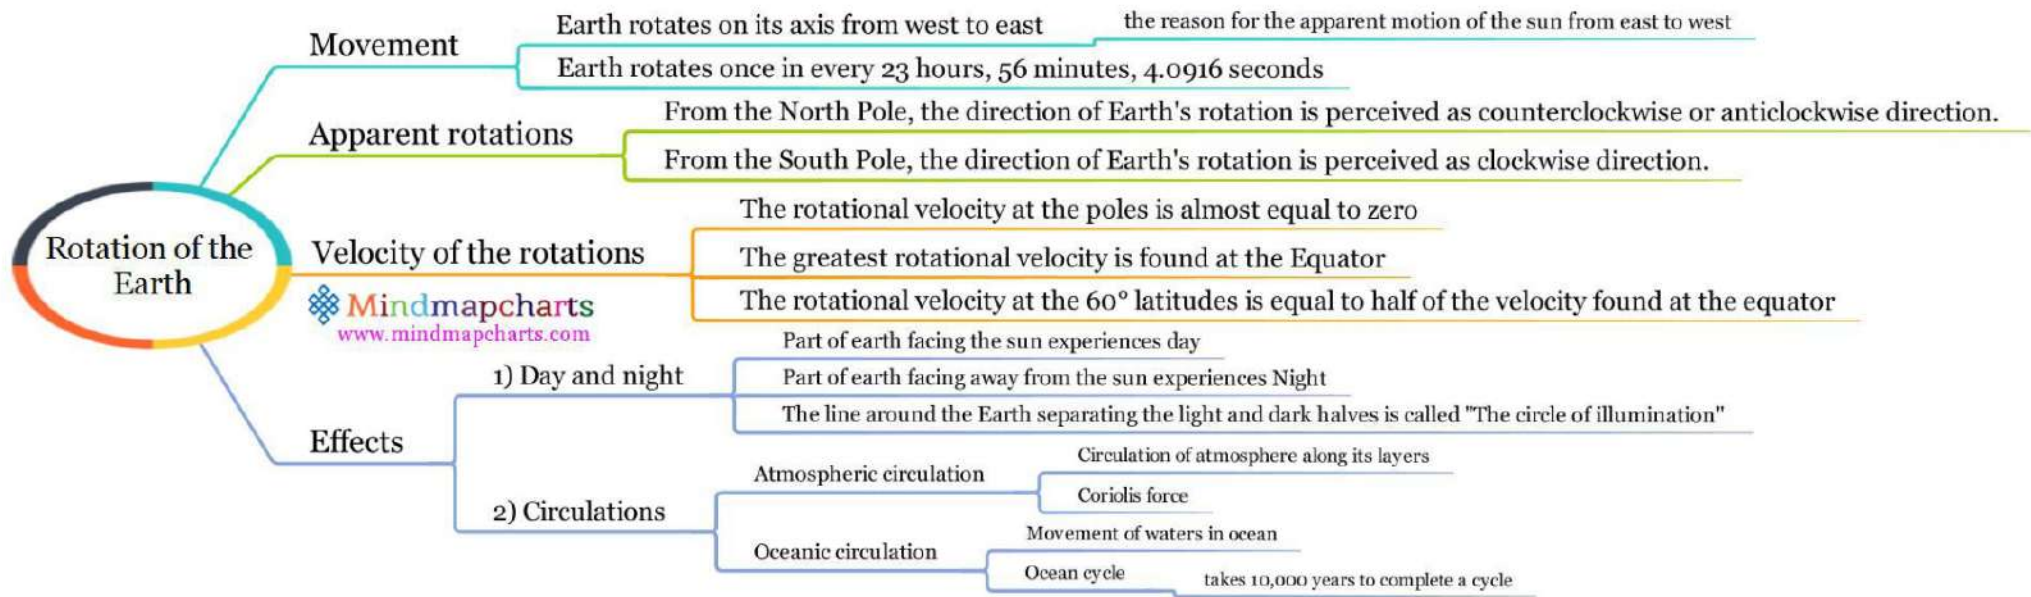 Movement
Earth rotates on its axis from west to east
the reason for the apparent motion of the sun from east to west
Earth rotates once in every 23 hours, 56 minutes, 4.0916 seconds
Apparent rotations
From the North Pole, the direction of Earth's rotation is perceived as counterclockwise or anticlockwise direction.
From the South Pole, the direction of Earth's rotation is perceived as clockwise direction.
Rotation of the
Earth
Velocity of the rotations
The rotational velocity at the poles is almost equal to zero
The greatest rotational velocity is found at the Equator
The rotational velocity at the 60° latitudes is equal to half of the velocity found at the equator
Mindmapcharts
www.mindmapcharts.com
Effects
1) Day and night
Part of earth facing the sun experiences day
Part of earth facing away from the sun experiences Night
The line around the Earth separating the light and dark halves is called "The circle of illumination"
2) Circulations
Atmospheric circulation
Circulation of atmosphere along its layers
Coriolis force
Oceanic circulation
Movement of waters in ocean
Ocean cycle
takes 10,000 years to complete a cycle